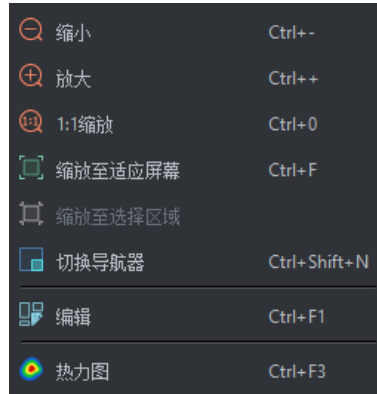 缩小 Ctrl+-
放大 Ctrl++
1:1 1:1缩放 Ctrl+0
缩放至适应屏幕 Ctrl+F
缩放至选择区域
切换导航器 Ctrl+Shift+N
编辑 Ctrl+F1
热力图 Ctrl+F3